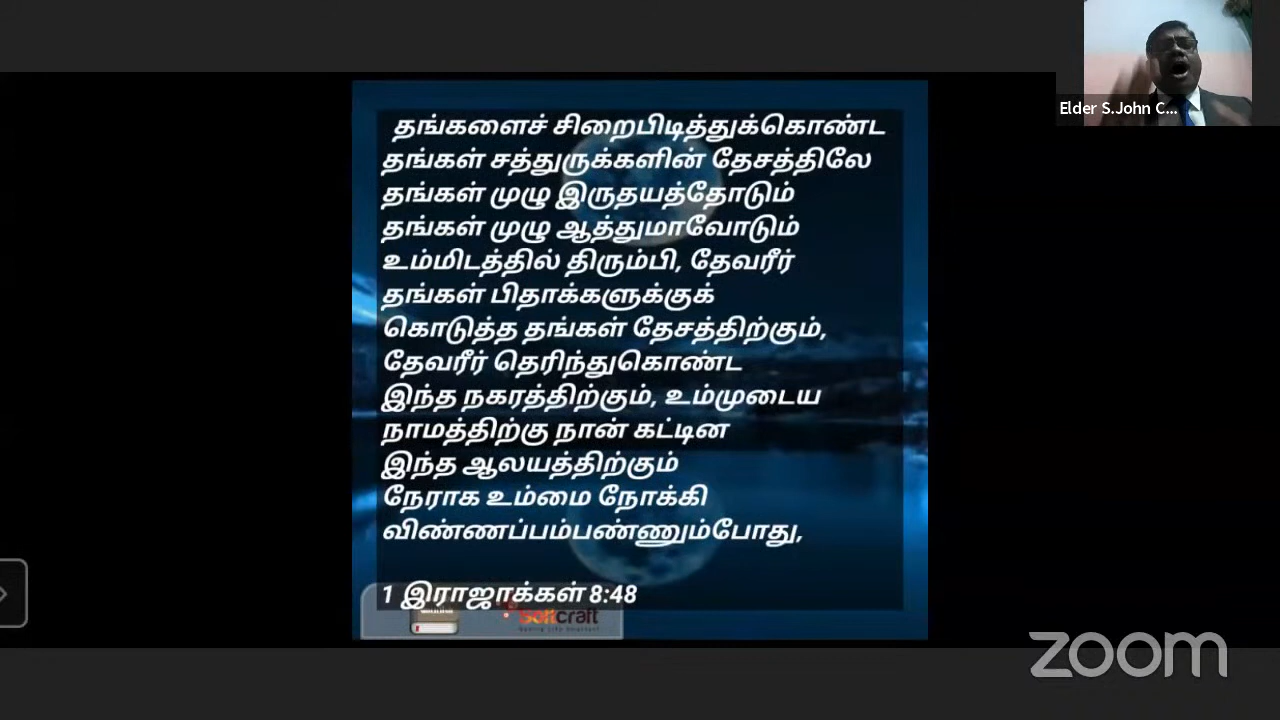 Elder S.John C...
தங்களைச் சிறைபிடித்துக்கொண்ட
தங்கள் சத்துருக்களின் தேசத்திலே
தங்கள் முழு இருதயத்தோடும்
தங்கள் முழு ஆத்துமாவோடும்
உம்மிடத்தில் திரும்பி, தேவரீர்
தங்கள் பிதாக்களுக்குக்
கொடுத்த தங்கள் தேசத்திற்கும்,
தேவரீர் தெரிந்துகொண்ட
இந்த நகரத்திற்கும், உம்முடைய
நாமத்திற்கு நான் கட்டின
இந்த ஆலயத்திற்கும்
நேராக உம்மை நோக்கி
விண்ணப்பம்பண்ணும்போது,
1 இராஜாக்கள் 8:48
Softcraft
zoom